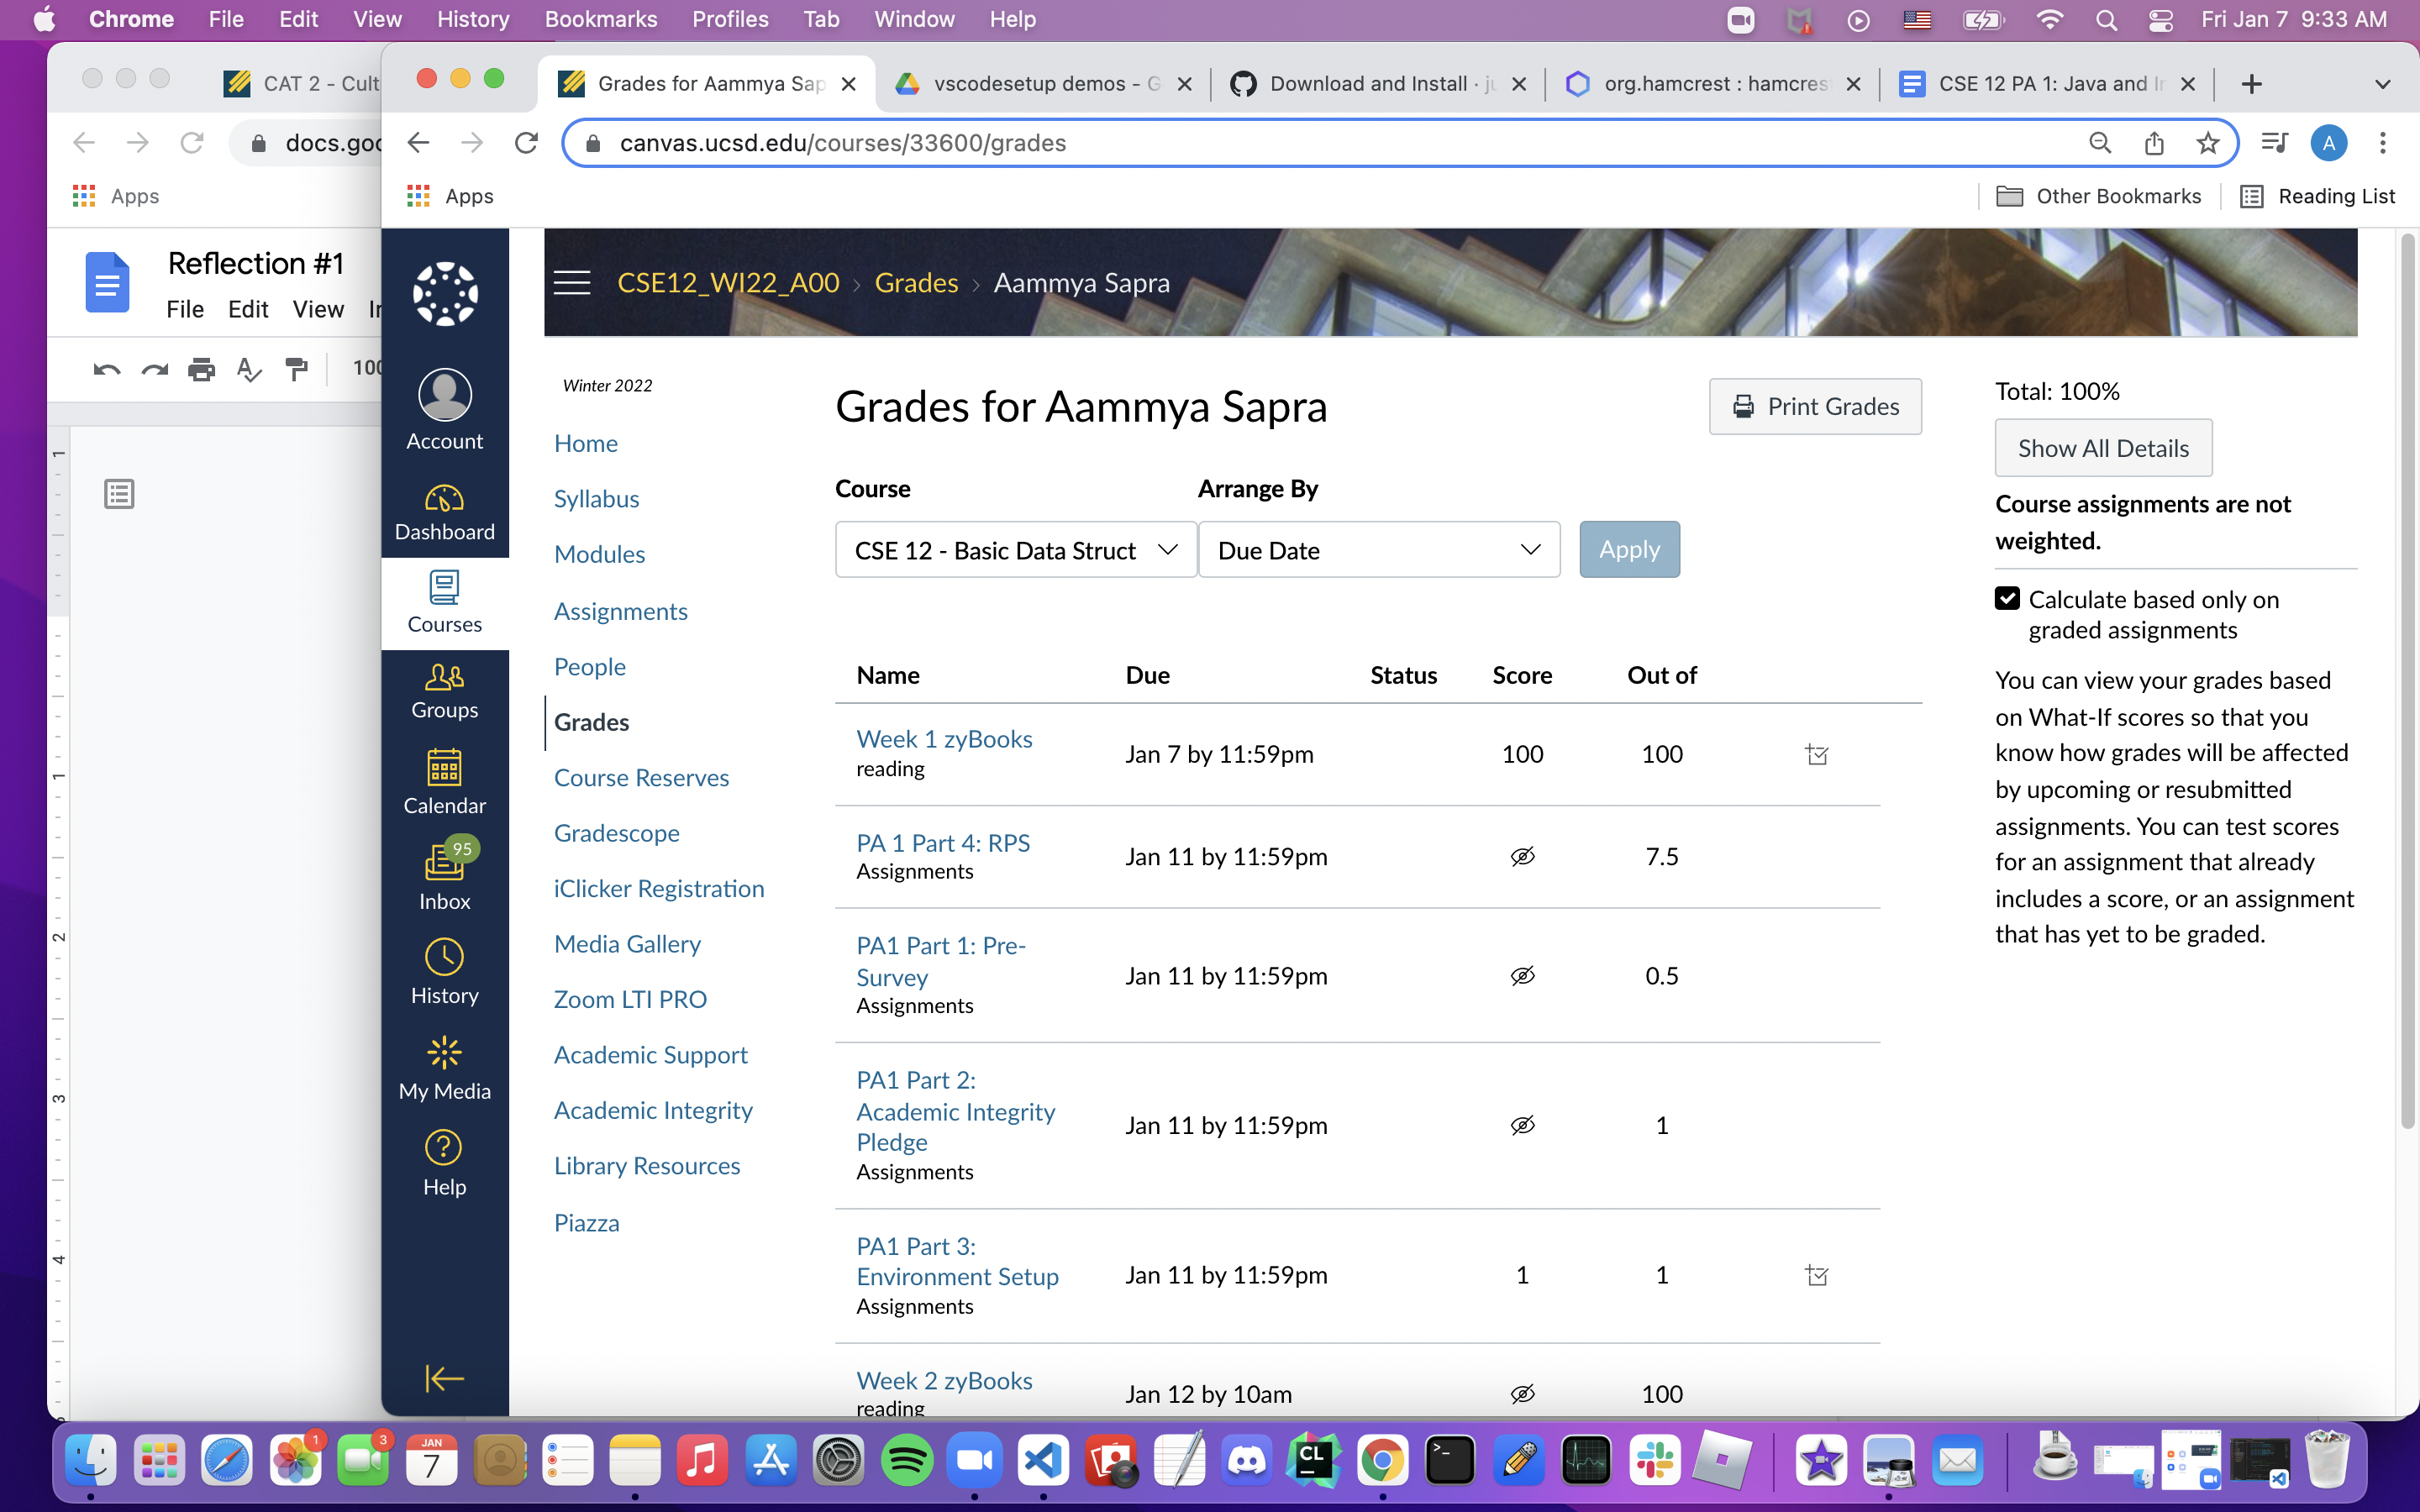 Chrome File Edit View History Bookmarks Profiles Tab Window Help Fri Jan 7 9:33 AM
CAT 2 - Cult
Grades for Aammya Sap
vscodesetup demos - G
Download and Install · ju
org.hamcrest : hamcres
CSE 12 PA 1: Java and In
docs.goo
canvas.ucsd.edu/courses/33600/grades
A
Apps
Apps
Other Bookmarks
Reading List
Reflection #1
File Edit View In
100
1
1
2
3
4
Account
Dashboard
Courses
Groups
Calendar
95
Inbox
History
My Media
Help
CSE12_WI22_A00 › Grades › Aammya Sapra
Winter 2022
Home
Syllabus
Modules
Assignments
People
Grades
Course Reserves
Gradescope
iClicker Registration
Media Gallery
Zoom LTI PRO
Academic Support
Academic Integrity
Library Resources
Piazza
Grades for Aammya Sapra
Print Grades
Course Arrange By
CSE 12 - Basic Data Struct Due Date Apply
Name Due Status Score Out of
Week 1 zyBooks
reading
Jan 7 by 11:59pm 100 100
PA 1 Part 4: RPS
Assignments
Jan 11 by 11:59pm 7.5
PA1 Part 1: Pre-
Survey
Assignments
Jan 11 by 11:59pm 0.5
PA1 Part 2:
Academic Integrity
Pledge
Assignments
Jan 11 by 11:59pm 1
PA1 Part 3:
Environment Setup
Assignments
Jan 11 by 11:59pm 1 1
Week 2 zyBooks
reading
Jan 12 by 10am 100
Total: 100%
Show All Details
Course assignments are not
weighted.
Calculate based only on
graded assignments
You can view your grades based
on What-If scores so that you
know how grades will be affected
by upcoming or resubmitted
assignments. You can test scores
for an assignment that already
includes a score, or an assignment
that has yet to be graded.
1
3
JAN
7
CL